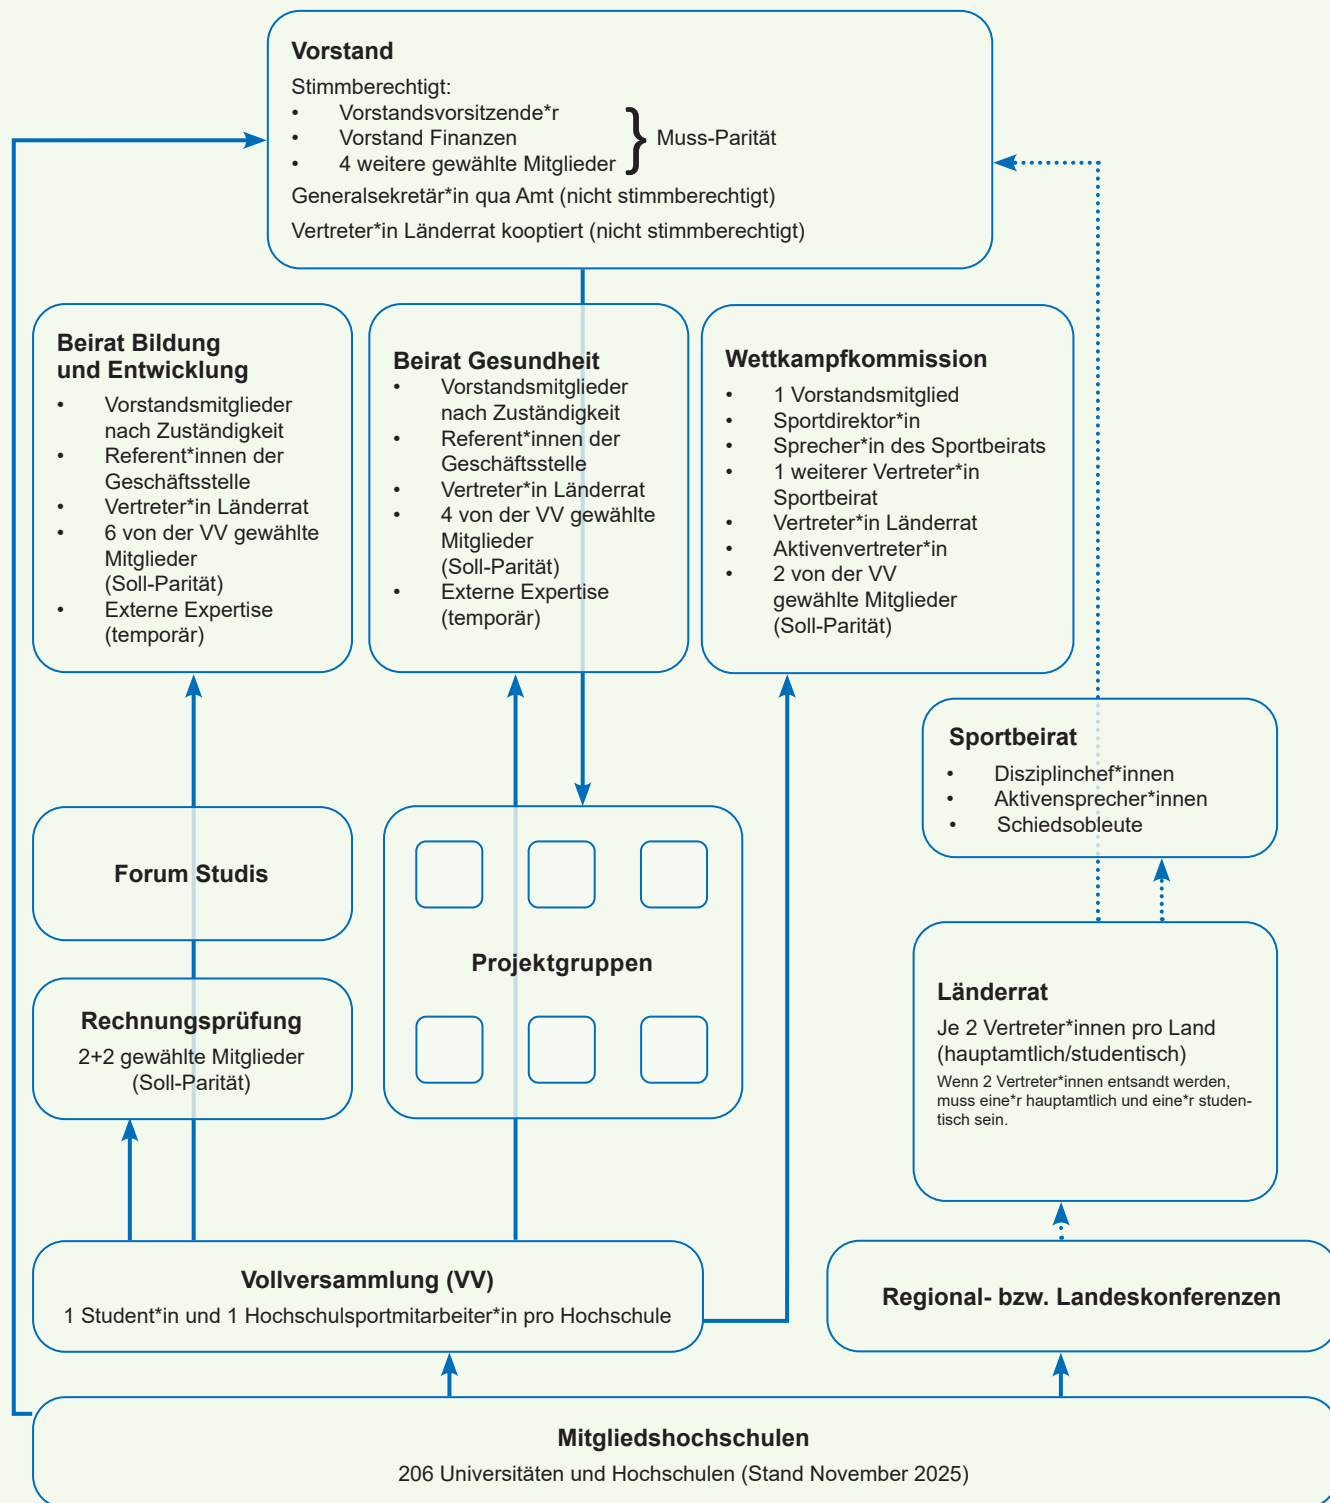 Vorstand
Stimmberechtigt:
• Vorstandsvorsitzende*r
• Vorstand Finanzen
• 4 weitere gewählte Mitglieder
} Muss-Parität
Generalsekretär*in qua Amt (nicht stimmberechtigt)
Vertreter*in Länderrat kooptiert (nicht stimmberechtigt)
Beirat Bildung
und Entwicklung
• Vorstandsmitglieder
nach Zuständigkeit
• Referent*innen der
Geschäftsstelle
• Vertreter*in Länderrat
• 6 von der VV gewählte
Mitglieder
(Soll-Parität)
• Externe Expertise
(temporär)
Beirat Gesundheit
• Vorstandsmitglieder
nach Zuständigkeit
• Referent*innen der
Geschäftsstelle
• Vertreter*in Länderrat
• 4 von der VV gewählte
Mitglieder
(Soll-Parität)
• Externe Expertise
(temporär)
Wettkampfkommission
• 1 Vorstandsmitglied
• Sportdirektor*in
• Sprecher*in des Sportbeirats
• 1 weiterer Vertreter*in
Sportbeirat
• Vertreter*in Länderrat
• Aktivenvertreter*in
• 2 von der VV
gewählte Mitglieder
(Soll-Parität)
Sportbeirat
• Disziplinchef*innen
• Aktivensprecher*innen
• Schiedsobleute
Forum Studis
Projektgruppen
Rechnungsprüfung
2+2 gewählte Mitglieder
(Soll-Parität)
Länderrat
Je 2 Vertreter*innen pro Land
(hauptamtlich/studentisch)
Wenn 2 Vertreter*innen entsandt werden,
muss eine*r hauptamtlich und eine*r studen-
tisch sein.
Vollversammlung (VV)
1 Student*in und 1 Hochschulsportmitarbeiter*in pro Hochschule
Regional- bzw. Landeskonferenzen
Mitgliedshochschulen
206 Universitäten und Hochschulen (Stand November 2025)